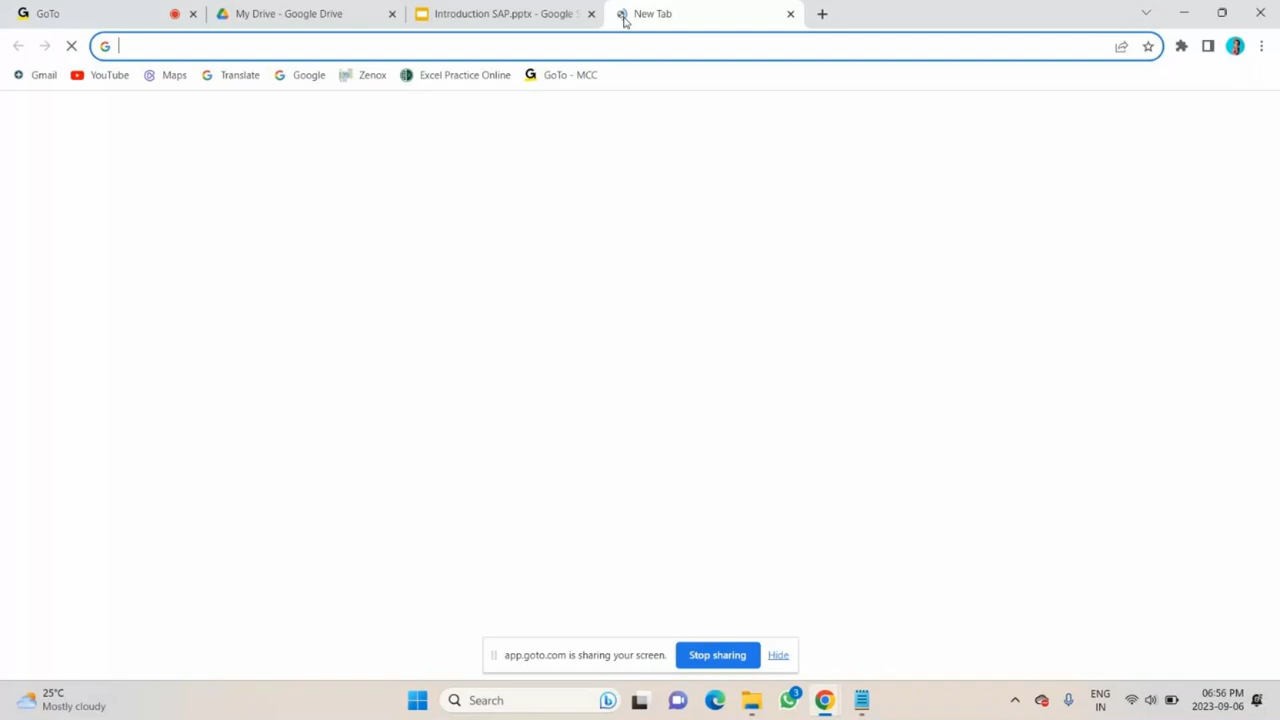 GoTo
My Drive - Google Drive
Introduction SAP.pptx - Google
New Tab
Gmail
YouTube
Maps
Translate
Google
Zenox
Excel Practice Online
GoTo - MCC
app.goto.com is sharing your screen.
Stop sharing
Hide
25°C
Mostly cloudy
Search
3
ENG
IN
06:56 PM
2023-09-06